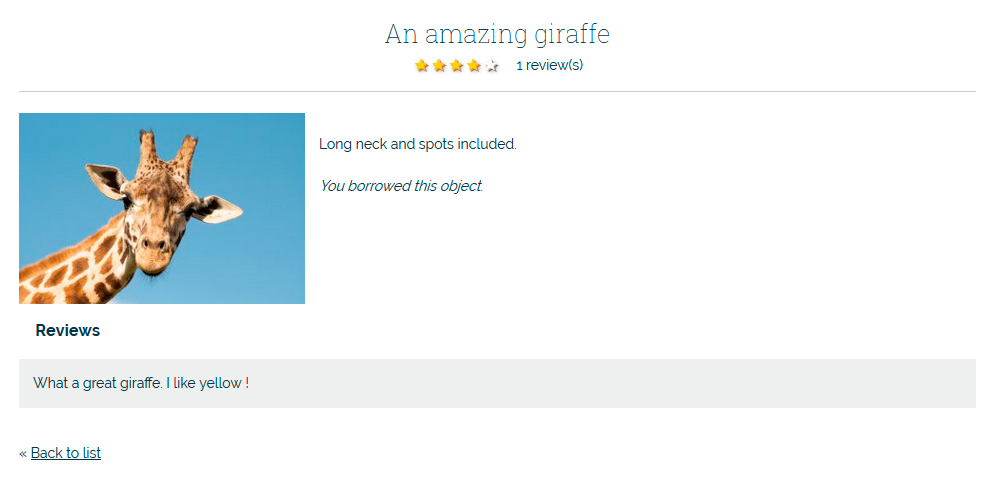 An amazing giraffe
1 review(s)
Long neck and spots included.
You borrowed this object.
Reviews
What a great giraffe. I like yellow !
« Back to list